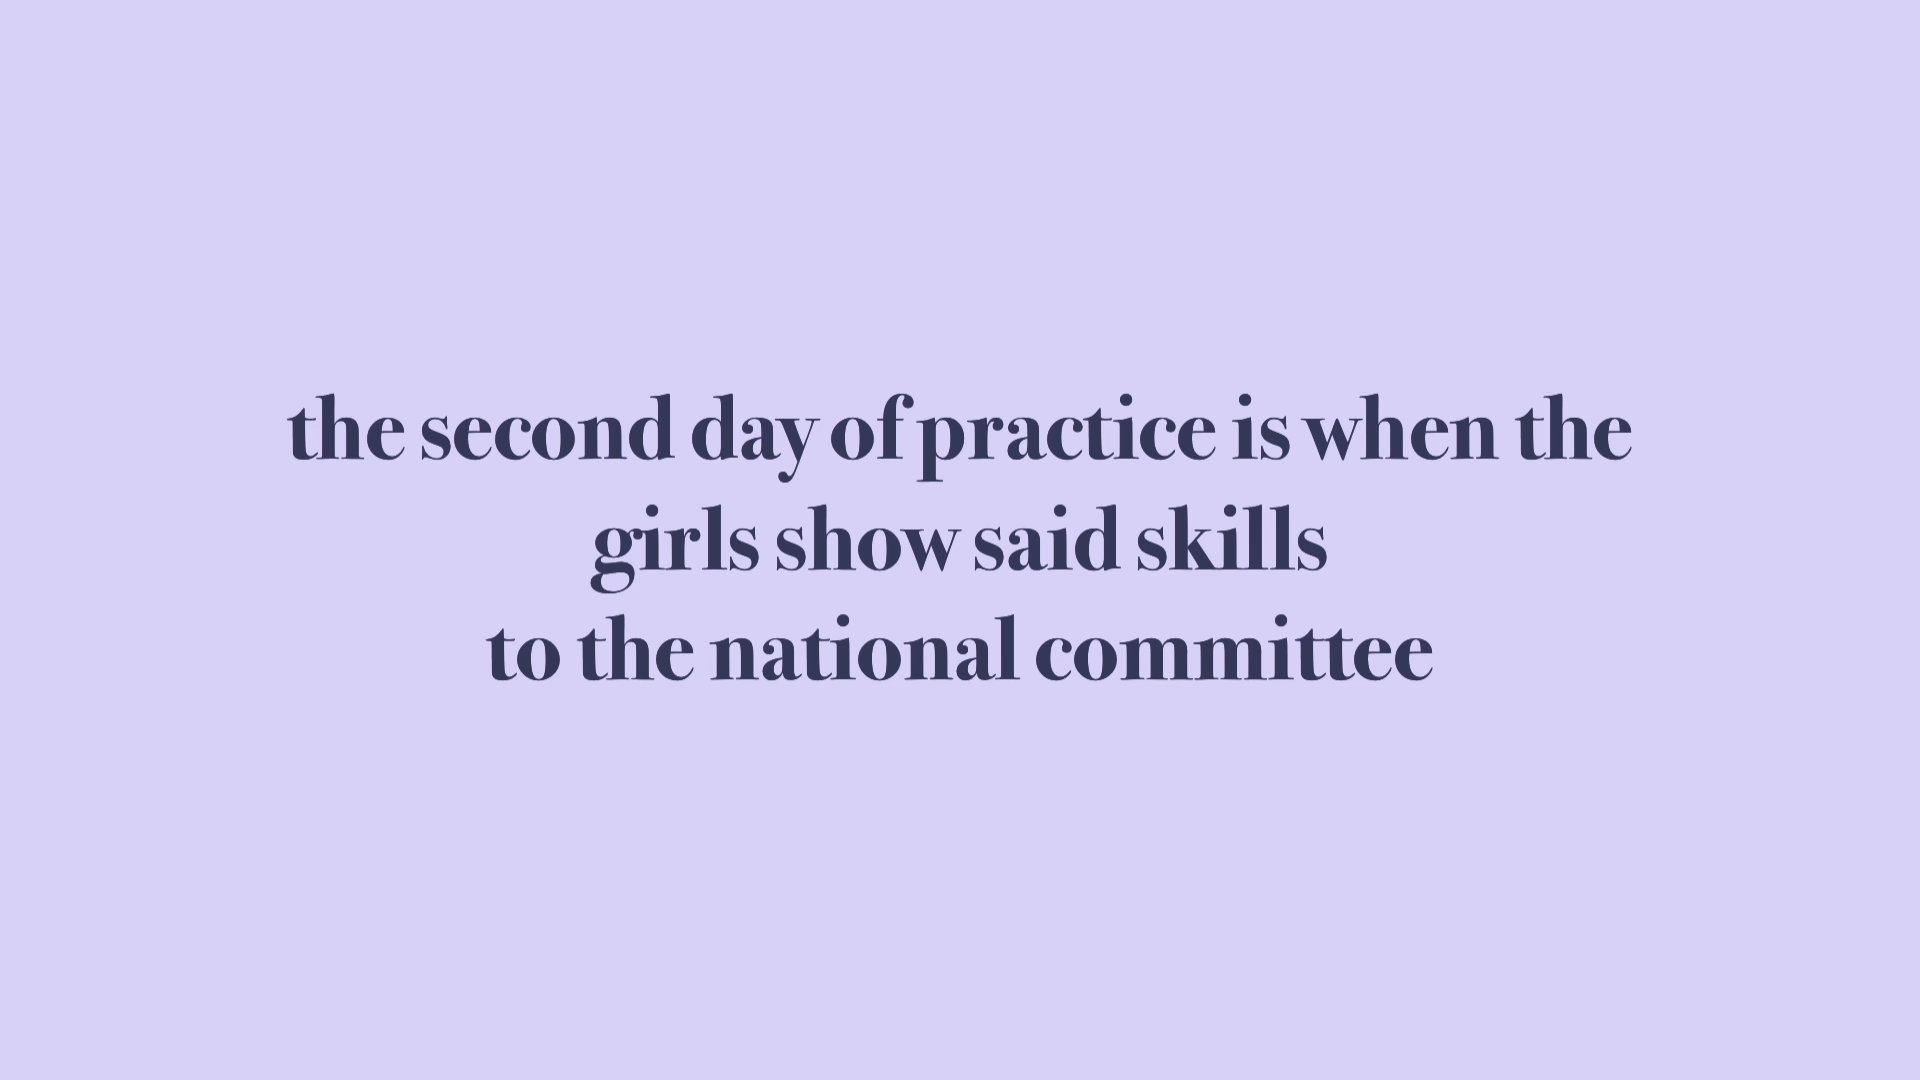 the second day of practice is when the
girls show said skills
to the national committee